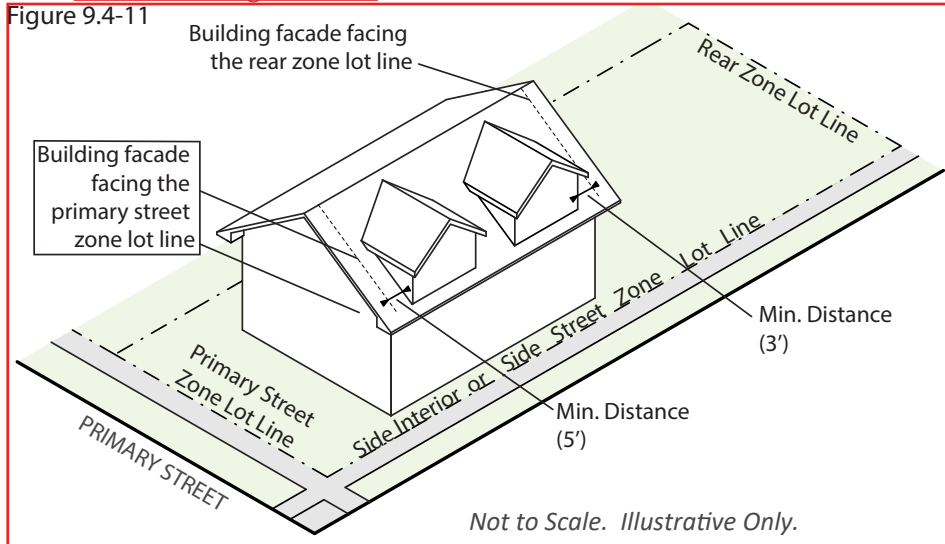 Figure 9.4-11
Building facade facing
the rear zone lot line
Rear Zone Lot Line
Building facade
facing the
primary street
zone lot line
Min. Distance
(3’)
Side Interior or Side Street Zone Lot Line
Primary Street
Zone Lot Line
Min. Distance
(5’)
PRIMARY STREET
Not to Scale. Illustrative Only.